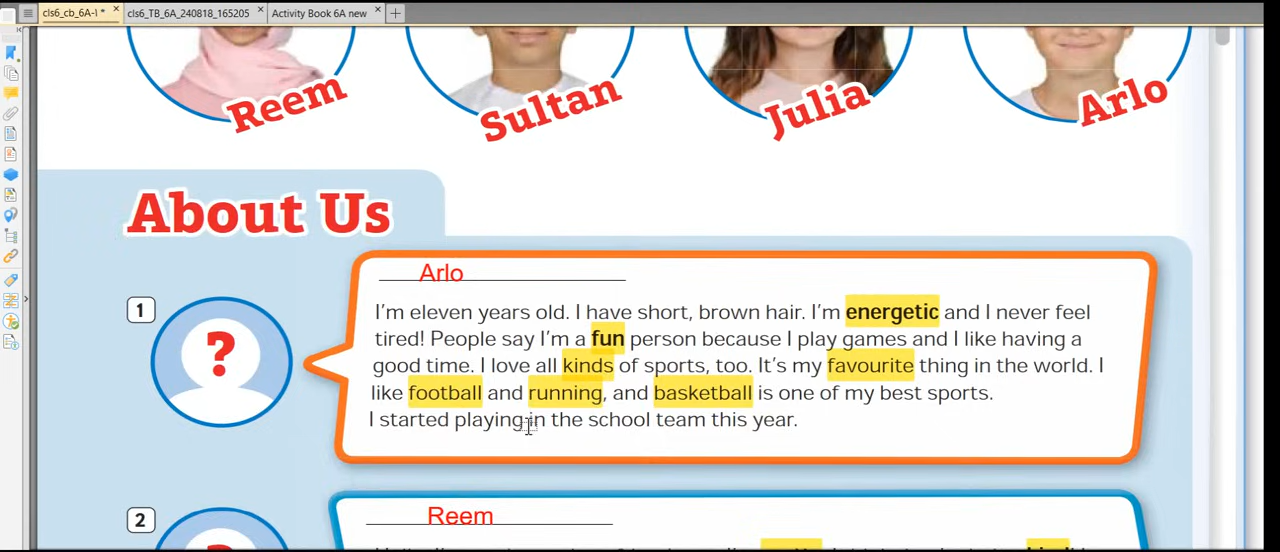 cls6_cb_6A-\ * × cls6_TB_6A_240818_165205 × Activity Book 6A new ×
Reem Sultan Julia Arlo
About Us
Arlo
1
?
I'm eleven years old. I have short, brown hair. I'm energetic and I never feel
tired! People say I'm a fun person because I play games and I like having a
good time. I love all kinds of sports, too. It's my favourite thing in the world. I
like football and running, and basketball is one of my best sports.
I started playing in the school team this year.
2
Reem